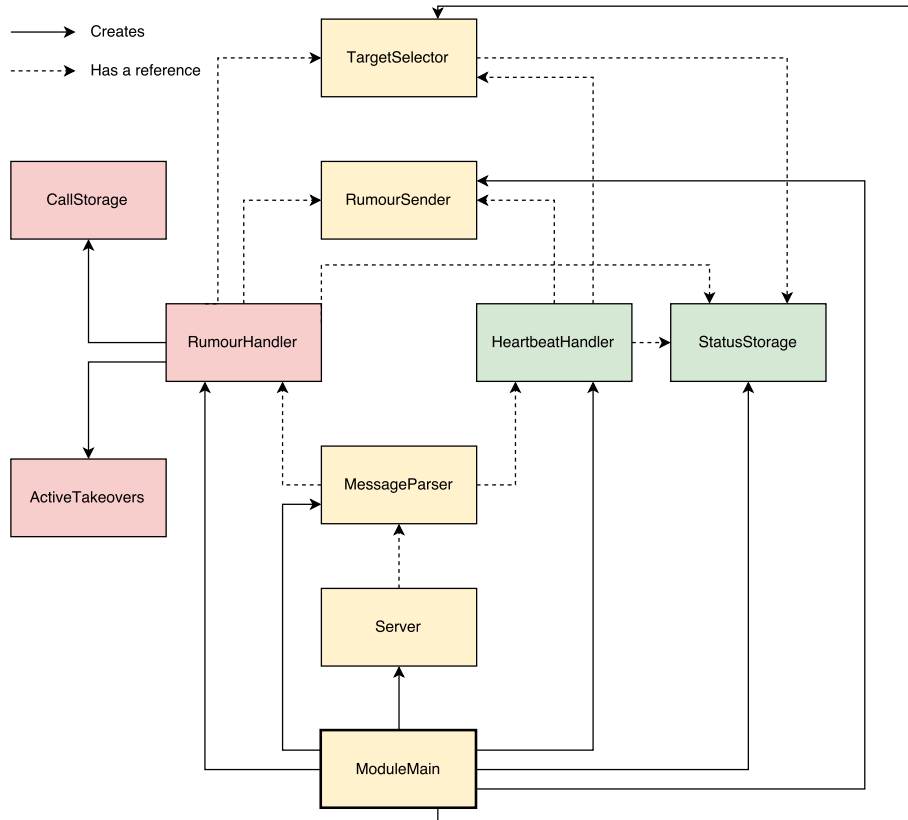 Creates
TargetSelector
Has a reference
CallStorage
RumourSender
RumourHandler
HeartbeatHandler
StatusStorage
MessageParser
ActiveTakeovers
Server
ModuleMain